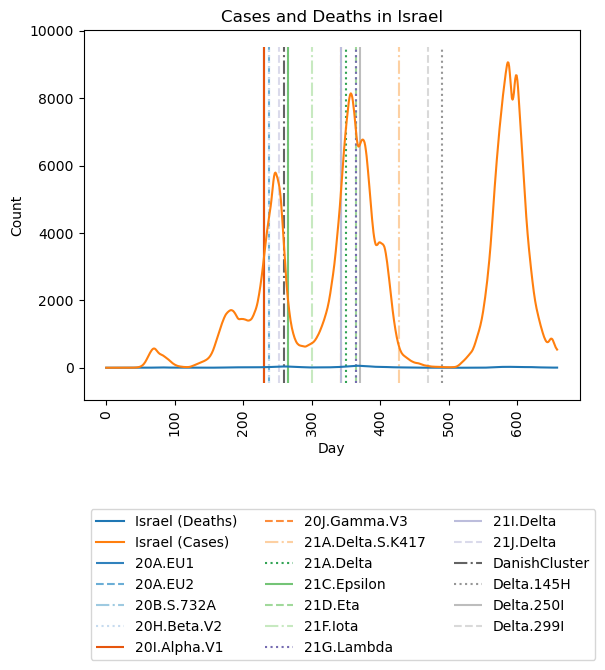 Cases and Deaths in Israel
10000
8000
6000
4000
2000
0
Count
0
100
200
300
400
500
600
Day
Israel (Deaths)
Israel (Cases)
20A.EU1
20A.EU2
20B.S.732A
20H.Beta.V2
20I.Alpha.V1
20J.Gamma.V3
21A.Delta.S.K417
21A.Delta
21C.Epsilon
21D.Eta
21F.Iota
21G.Lambda
21I.Delta
21J.Delta
DanishCluster
Delta.145H
Delta.250I
Delta.299I